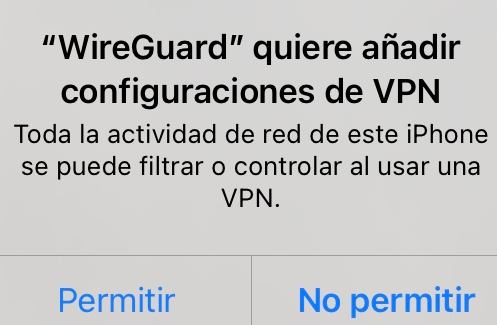 “WireGuard” quiere añadir
configuraciones de VPN
Toda la actividad de red de este iPhone
se puede filtrar o controlar al usar una
VPN.
Permitir
No permitir